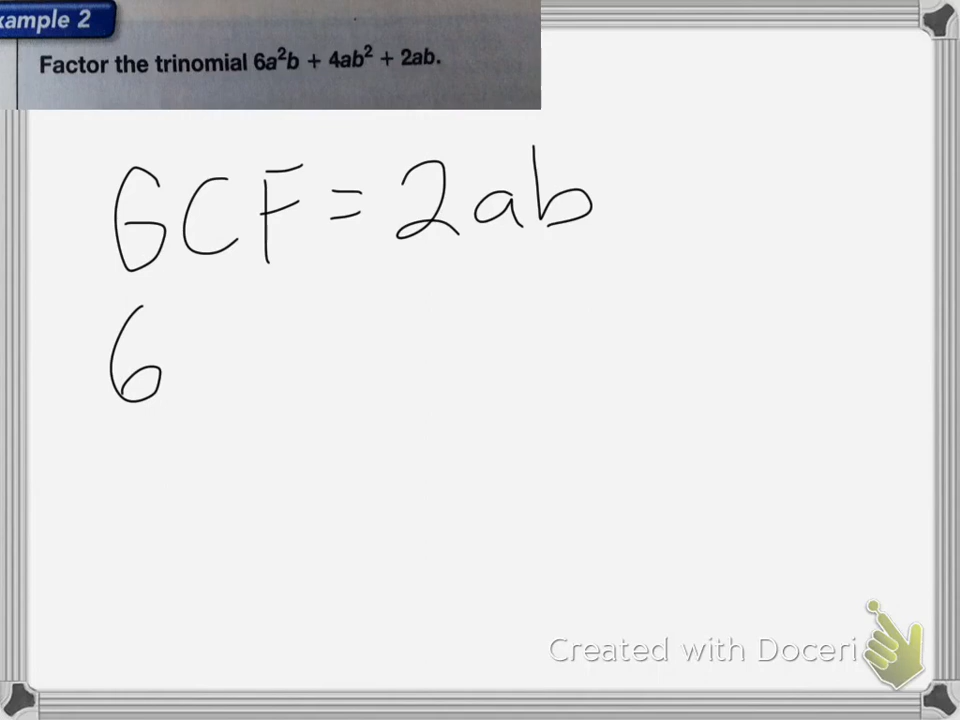 xample 2
Factor the trinomial 6a²b + 4ab² + 2ab.
GCF = 2ab
6
Created with Doceri